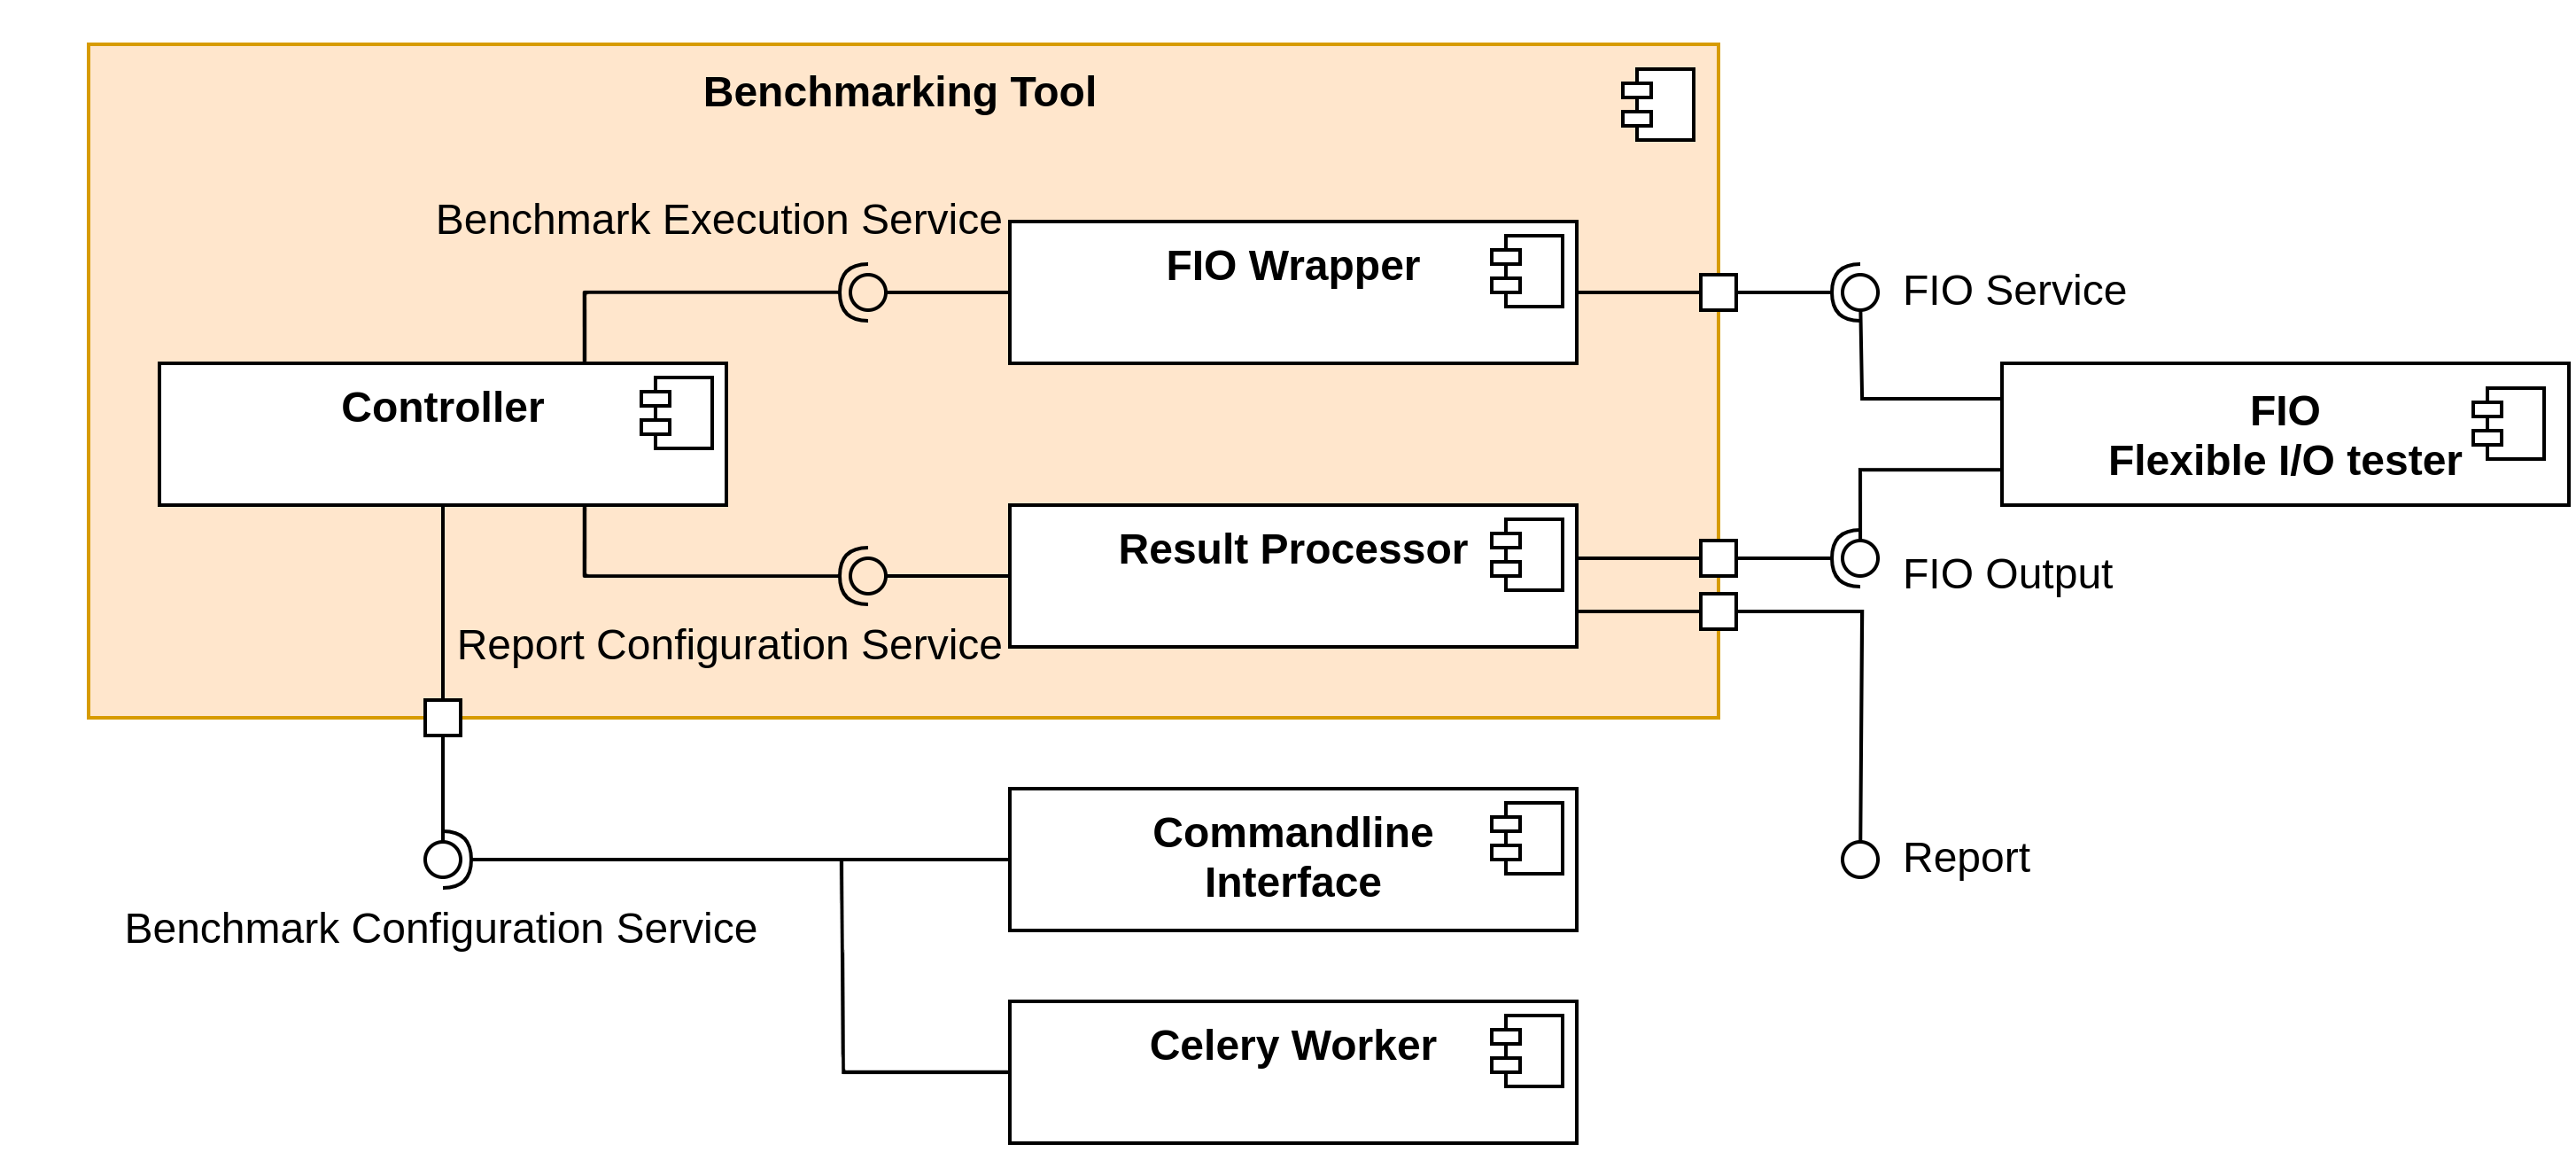 Benchmarking Tool
Benchmark Execution Service
FIO Wrapper
FIO Service
Controller
FIO
Flexible I/O tester
Result Processor
FIO Output
Report Configuration Service
Commandline
Interface
Report
Benchmark Configuration Service
Celery Worker